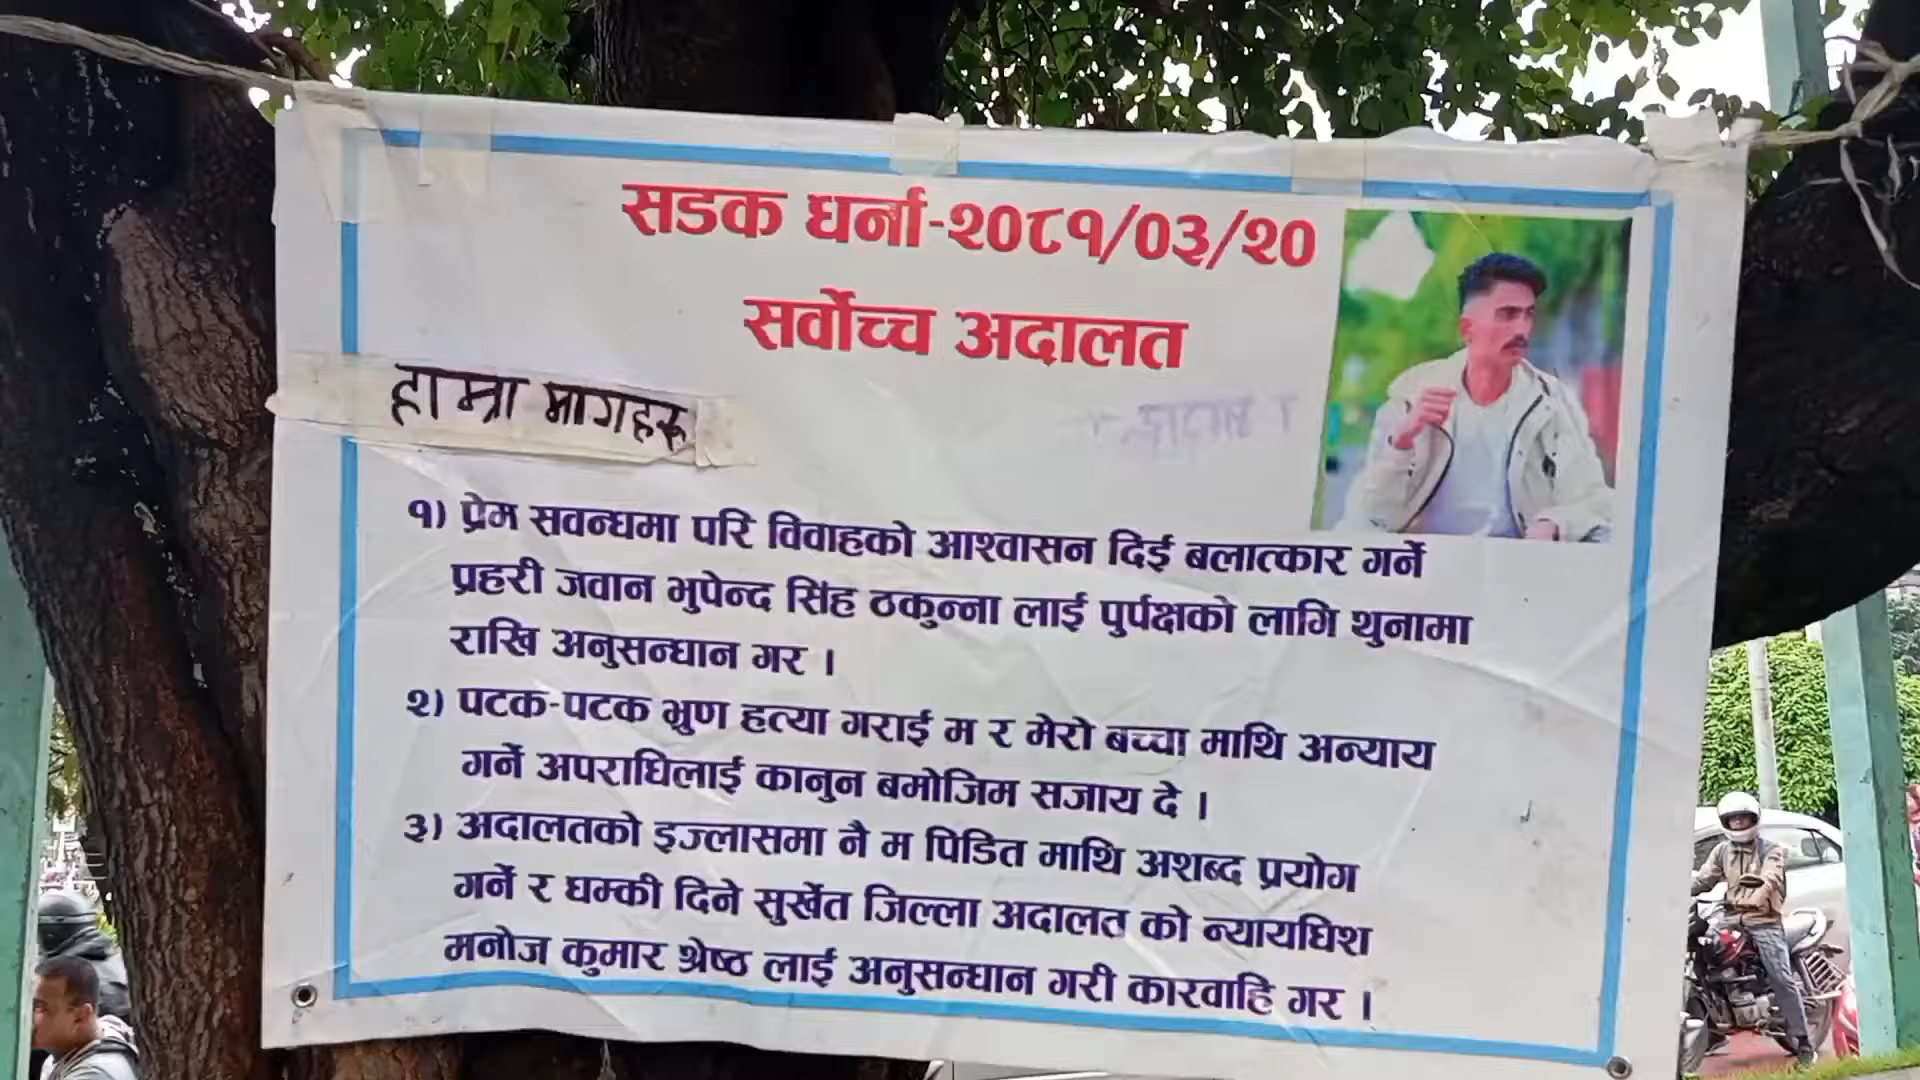 सडक धर्ना-२०८१/०३/२०
सर्वोच्च अदालत
हाम्रा मागहरू
१) प्रेम सवन्धमा परि विवाहको आश्वासन दिई बलात्कार गर्ने
प्रहरी जवान भुपेन्द सिंह ठकुन्ना लाई पुर्पक्षको लागि थुनामा
राखि अनुसन्धान गर ।
२) पटक-पटक भ्रुण हत्या गराई म र मेरो बच्चा माथि अन्याय
गर्ने अपराधिलाई कानुन बमोजिम सजाय दे ।
३) अदालतको इज्लासमा नै म पिडित माथि अशब्द प्रयोग
गर्ने र धम्की दिने सुर्खेत जिल्ला अदालत को न्यायधिश
मनोज कुमार श्रेष्ठ लाई अनुसन्धान गरी कारवाहि गर ।